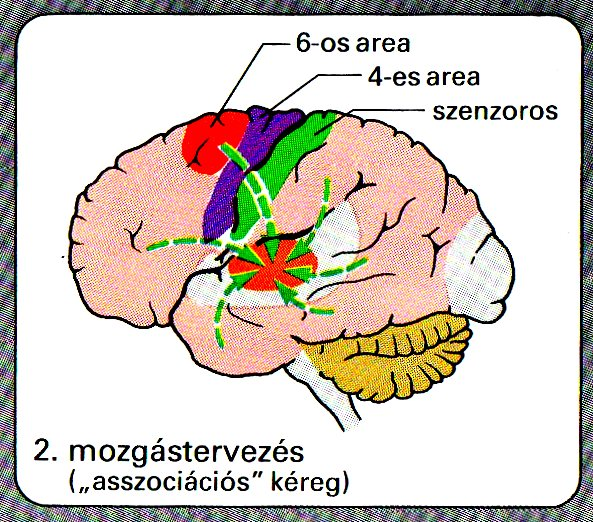 6-os area
4-es area
szenzoros
2. mozgástervezés
(„asszociációs” kéreg)